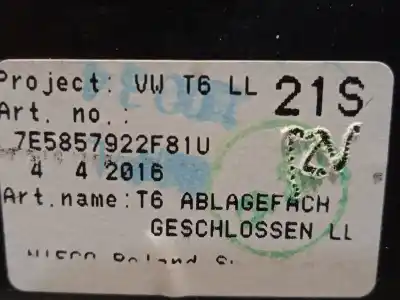 Project: VW T6 LL 21S
Art. no.:
7E5857922F81U
4 4 2016
Art.name: T6 ABLAGEFACH
GESCHLOSSEN LL